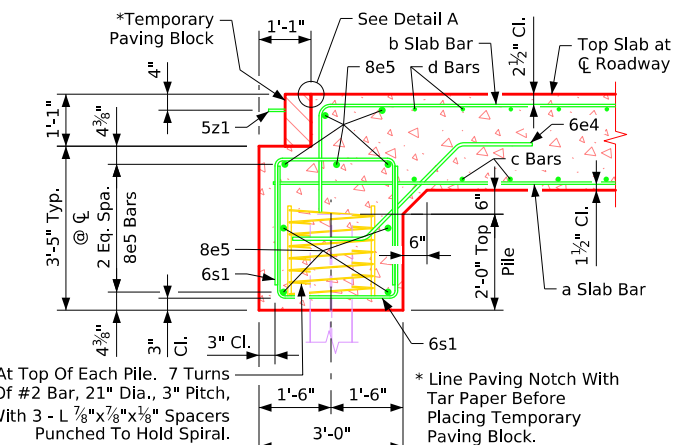 *Temporary
Paving Block
1'-1"
See Detail A
b Slab Bar
2½" Cl.
Top Slab at
℄ Roadway
8e5
d Bars
4"
1'-1"
4⅜"
5z1
6e4
c Bars
3'-5" Typ.
@ ℄
2 Eq. Spa.
8e5 Bars
8e5
6s1
6"
6"
2'-0" Top
Pile
1½" Cl.
a Slab Bar
4⅜"
3"
Cl.
3" Cl.
6s1
At Top Of Each Pile. 7 Turns
Of #2 Bar, 21" Dia., 3" Pitch,
With 3 - L ⅞"x⅞"x⅛" Spacers
Punched To Hold Spiral.
1'-6"
1'-6"
3'-0"
* Line Paving Notch With
Tar Paper Before
Placing Temporary
Paving Block.